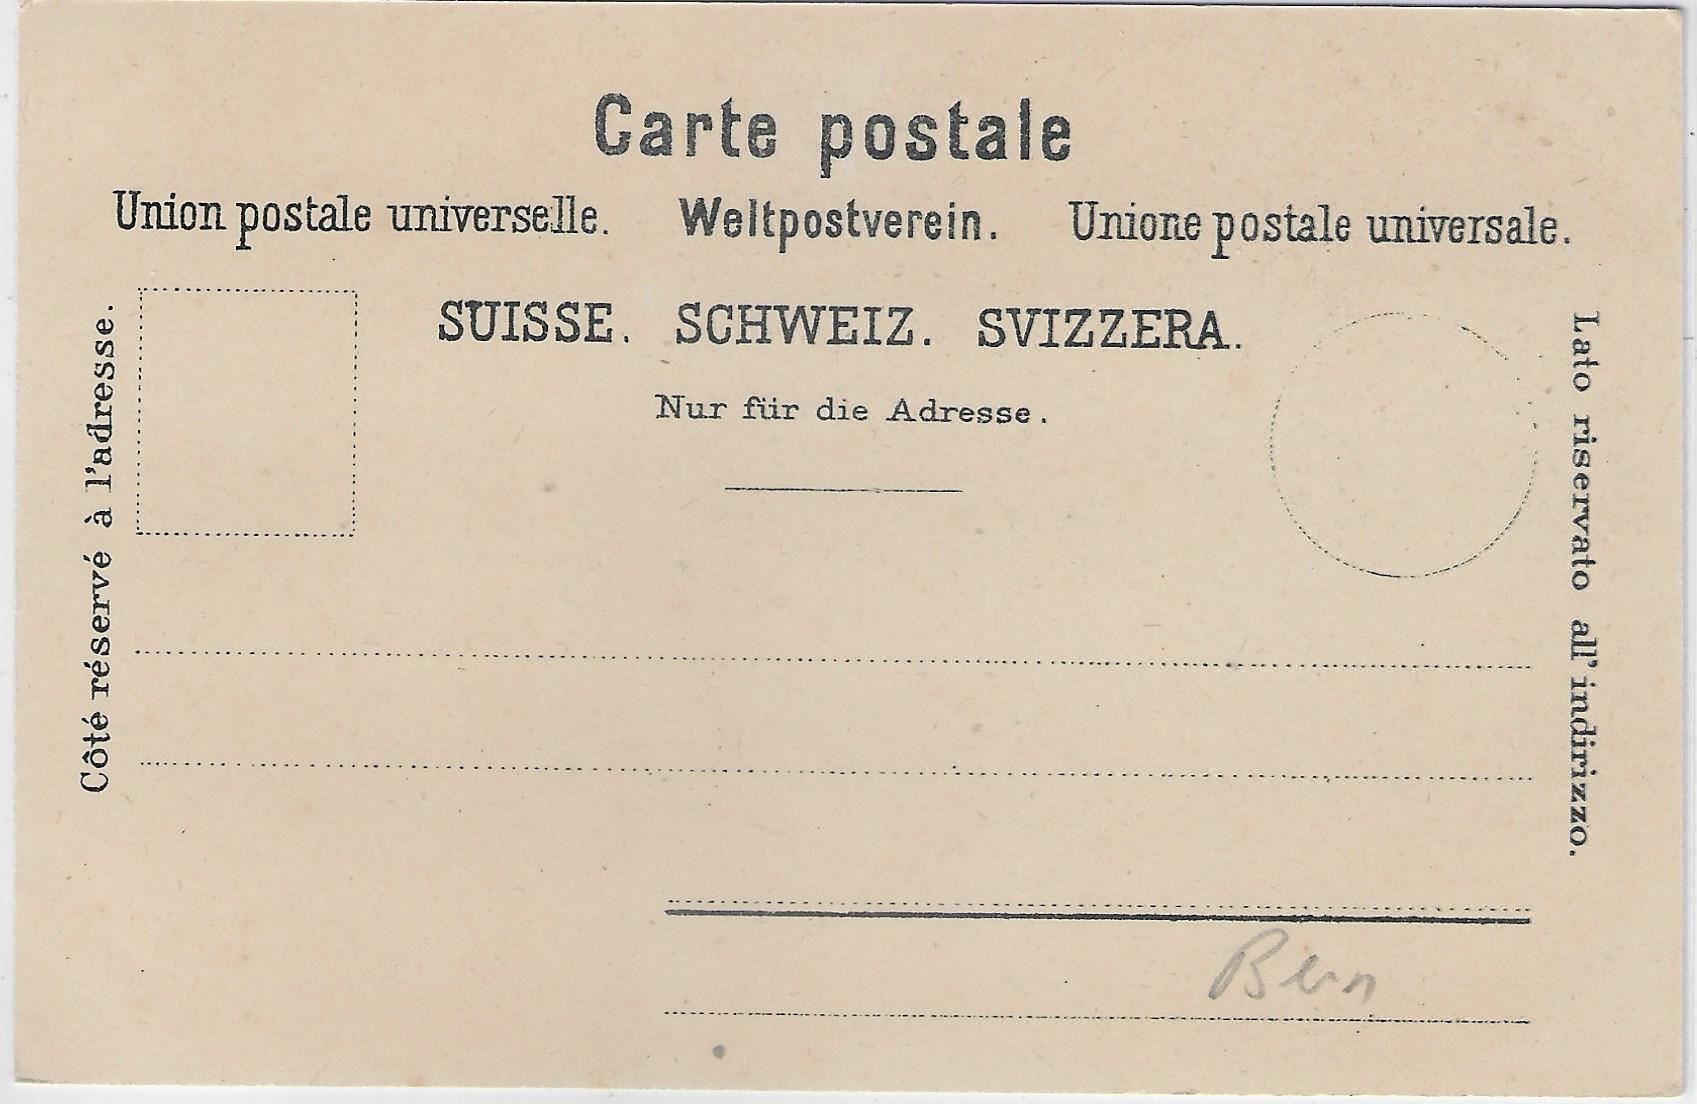 Carte postale
Union postale universelle. Weltpostverein. Unione postale universale.
SUISSE. SCHWEIZ. SVIZZERA.
Nur für die Adresse.
Côté réservé à l'adresse.
Lato riservato all' indirizzo.
Bern